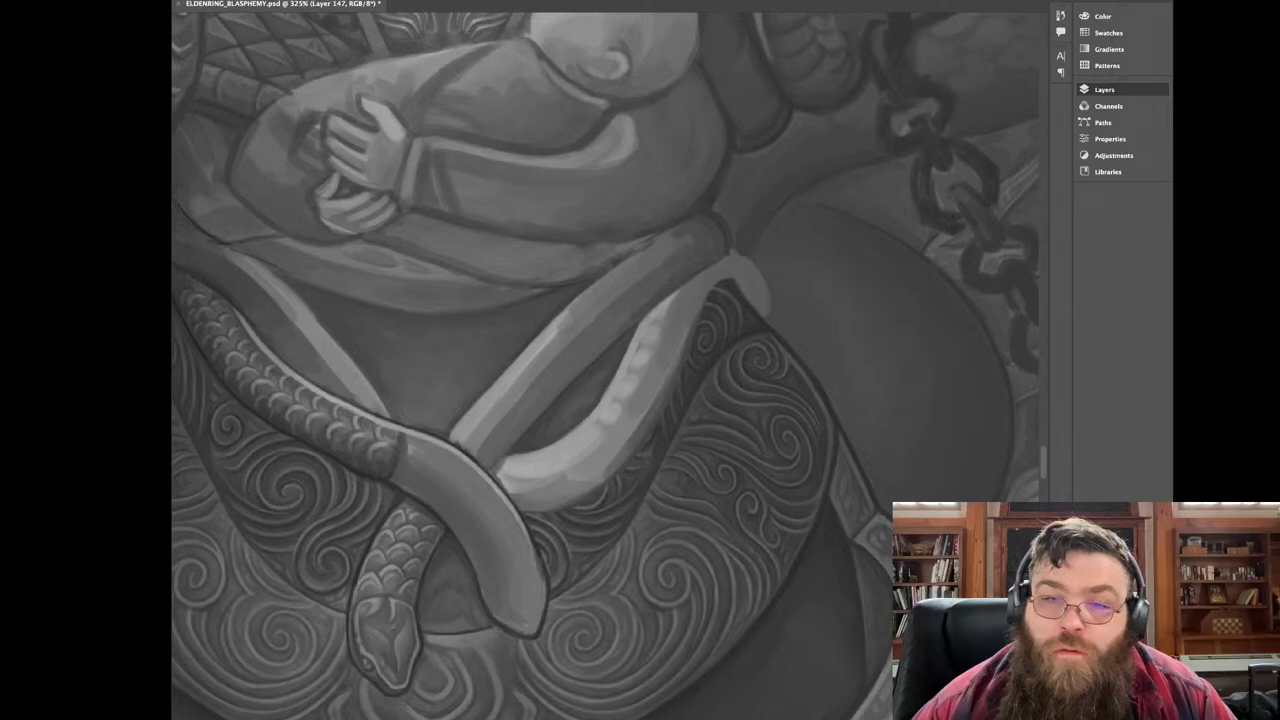 ELDENRING_BLASPHEMY.psd @ 325% (Layer 147, RGB/8*) *
Color
Swatches
Gradients
Patterns
Layers
Channels
Paths
Properties
Adjustments
Libraries